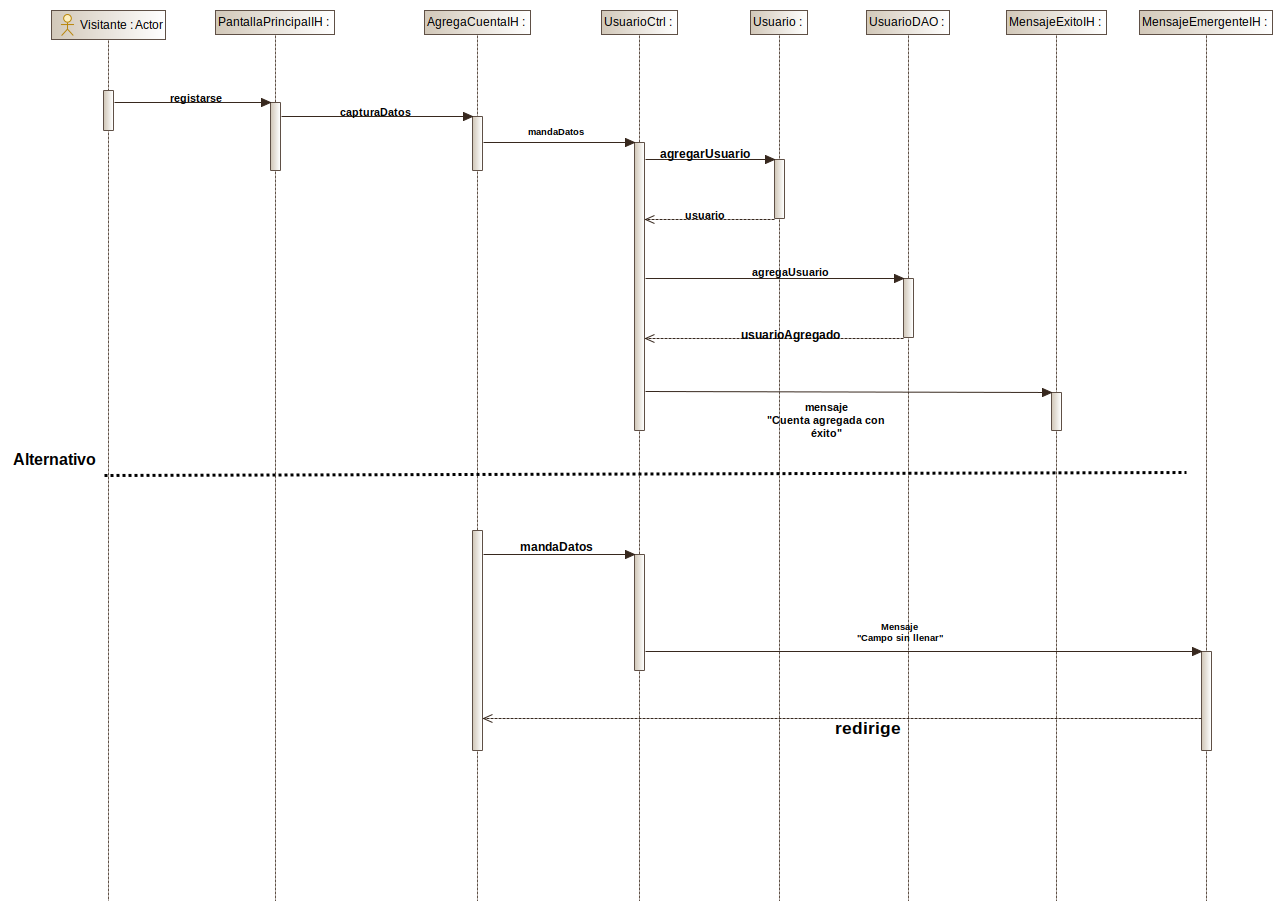 Visitante : Actor
PantallaPrincipalIH :
AgregaCuentaIH :
UsuarioCtrl :
Usuario :
UsuarioDAO :
MensajeExitoIH :
MensajeEmergenteIH :
registarse
capturaDatos
mandaDatos
agregarUsuario
usuario
agregaUsuario
usuarioAgregado
mensaje
"Cuenta agregada con
éxito"
Alternativo
mandaDatos
Mensaje
"Campo sin llenar"
redirige